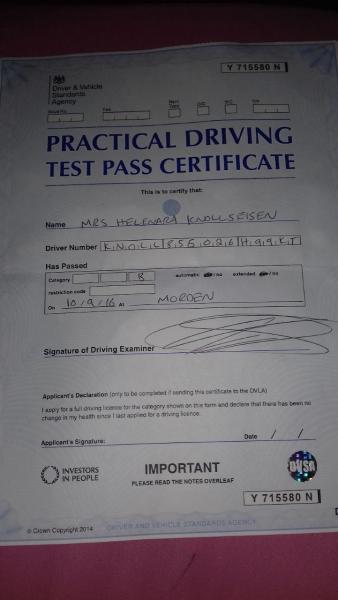 Y 715580 N
Driver & Vehicle
Standards
Agency
PRACTICAL DRIVING
TEST PASS CERTIFICATE
This is to certify that:
Name MRS HELENARA KNOLLSEISEN
Driver Number KNOLL 856026 H99KT
Has Passed
Category B automatic /no extended /no
restriction code
On 10/9/16 At MORDEN
Signature of Driving Examiner
Applicant's Declaration (only to be completed if sending this certificate to the DVLA)
I apply for a full driving licence for the category shown on this form and declare that there has been no
change in my health since I last applied for a driving licence.
Applicant's Signature: Date / /
INVESTORS
IN PEOPLE
IMPORTANT
PLEASE READ THE NOTES OVERLEAF
DVSA
Y 715580 N
© Crown Copyright 2014
DRIVER AND VEHICLE STANDARDS AGENCY